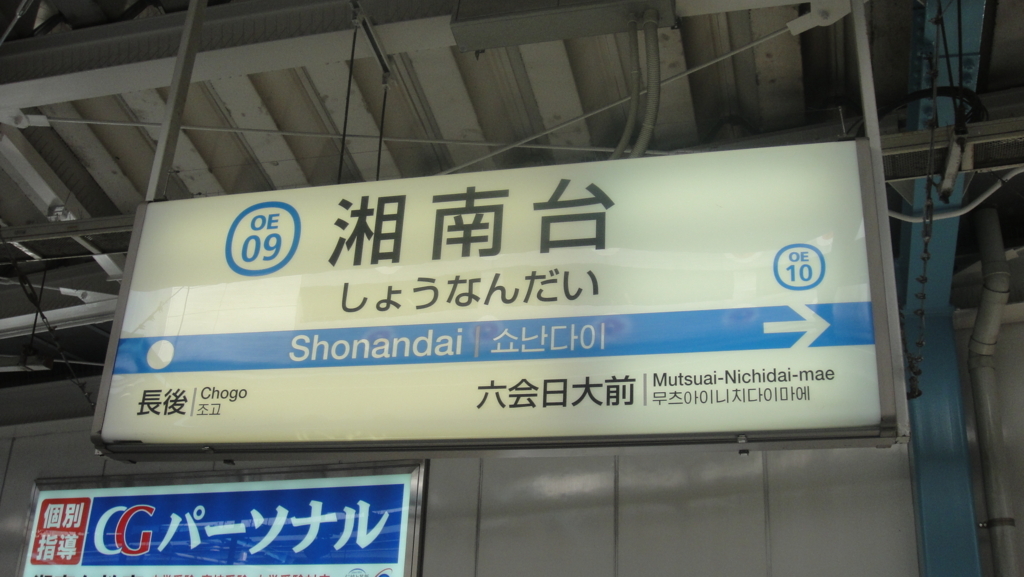 OE
09
湘南台
しょうなんだい
OE
10
Shonandai | 쇼난다이
長後 | Chogo
조고
六会日大前 | Mutsuai-Nichidai-mae
무츠아이니치다이마에
個別
指導
CGパーソナル